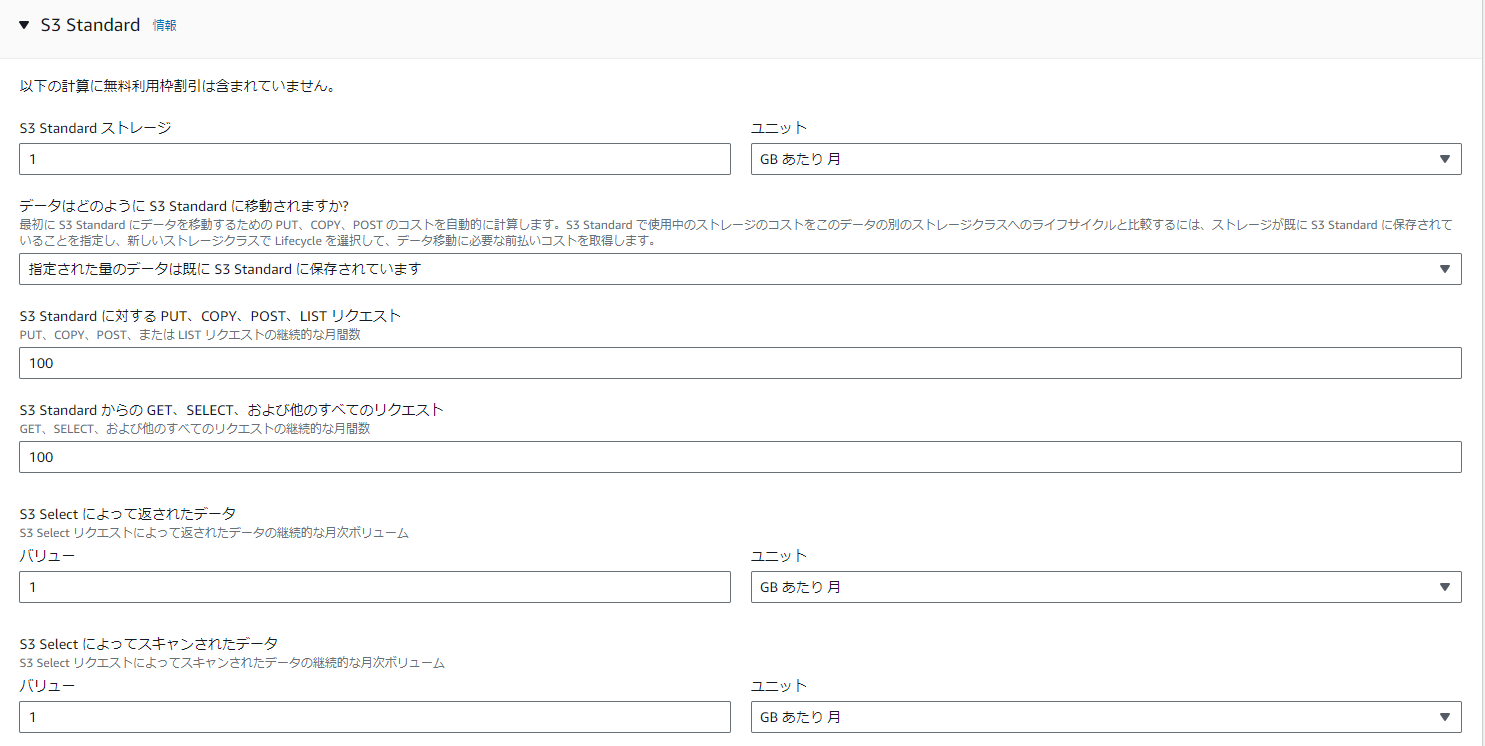 ▼ S3 Standard 情報
以下の計算に無料利用枠割引は含まれていません。
S3 Standard ストレージ
ユニット
1
GB あたり 月
データはどのように S3 Standard に移動されますか?
最初に S3 Standard にデータを移動するための PUT、COPY、POST のコストを自動的に計算します。S3 Standard で使用中のストレージのコストをこのデータの別のストレージクラスへのライフサイクルと比較するには、ストレージが既に S3 Standard に保存されて
いることを指定し、新しいストレージクラスで Lifecycle を選択して、データ移動に必要な前払いコストを取得します。
指定された量のデータは既に S3 Standard に保存されています
S3 Standard に対する PUT、COPY、POST、LIST リクエスト
PUT、COPY、POST、または LIST リクエストの継続的な月間数
100
S3 Standard からの GET、SELECT、および他のすべてのリクエスト
GET、SELECT、および他のすべてのリクエストの継続的な月間数
100
S3 Select によって返されたデータ
S3 Select リクエストによって返されたデータの継続的な月次ボリューム
バリュー
ユニット
1
GB あたり 月
S3 Select によってスキャンされたデータ
S3 Select リクエストによってスキャンされたデータの継続的な月次ボリューム
バリュー
ユニット
1
GB あたり 月